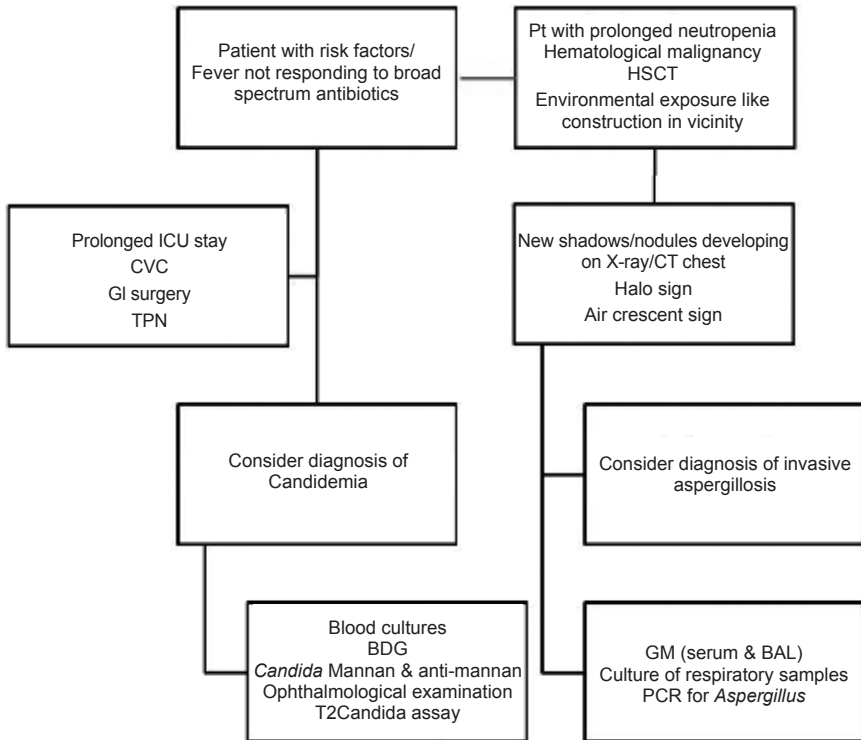 Patient with risk factors/
Fever not responding to broad
spectrum antibiotics
Pt with prolonged neutropenia
Hematological malignancy
HSCT
Environmental exposure like
construction in vicinity
Prolonged ICU stay
CVC
GI surgery
TPN
New shadows/nodules developing
on X-ray/CT chest
Halo sign
Air crescent sign
Consider diagnosis of
Candidemia
Consider diagnosis of invasive
aspergillosis
Blood cultures
BDG
Candida Mannan & anti-mannan
Ophthalmological examination
T2Candida assay
GM (serum & BAL)
Culture of respiratory samples
PCR for Aspergillus